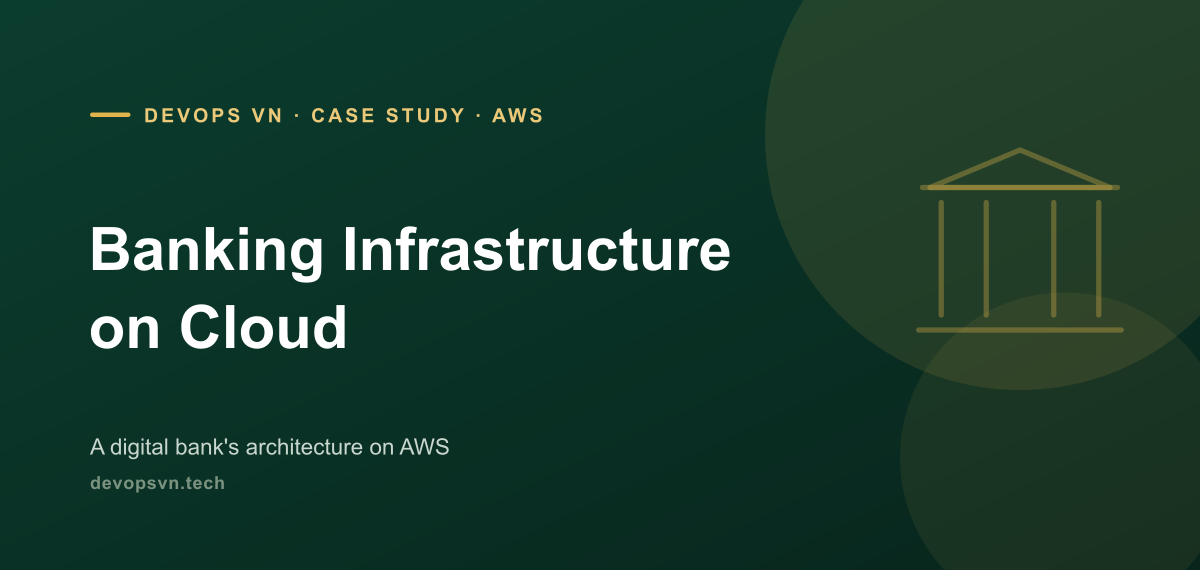 DEVOPS VN · CASE STUDY · AWS
Banking Infrastructure
on Cloud
A digital bank's architecture on AWS
devopsvn.tech